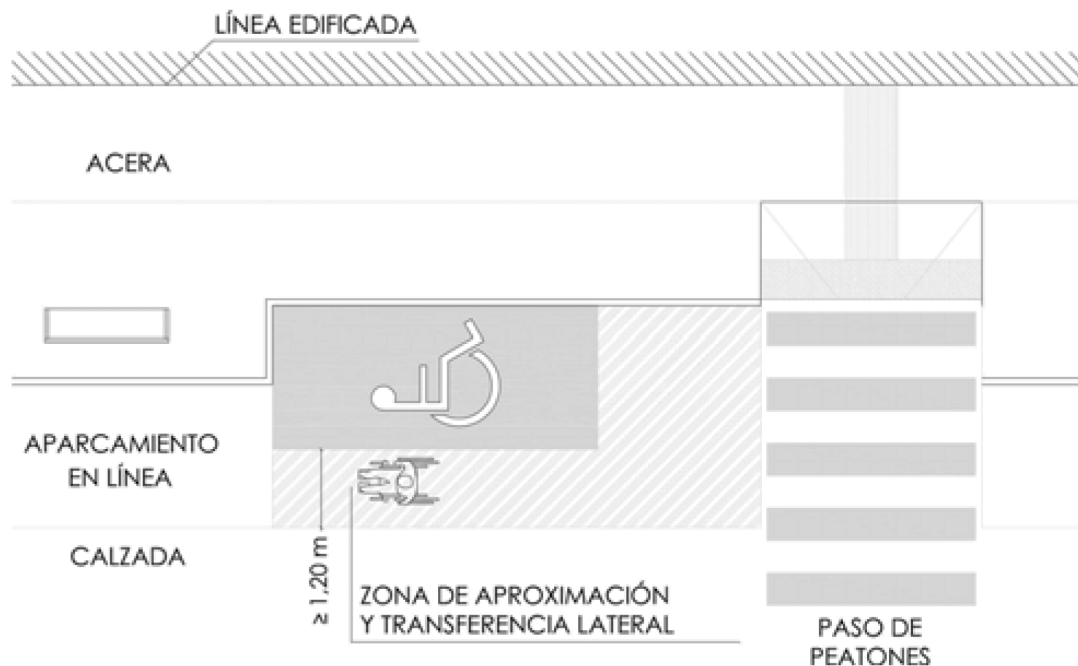 LÍNEA EDIFICADA
ACERA
APARCAMIENTO
EN LÍNEA
CALZADA
≥ 1,20 m
ZONA DE APROXIMACIÓN
Y TRANSFERENCIA LATERAL
PASO DE
PEATONES